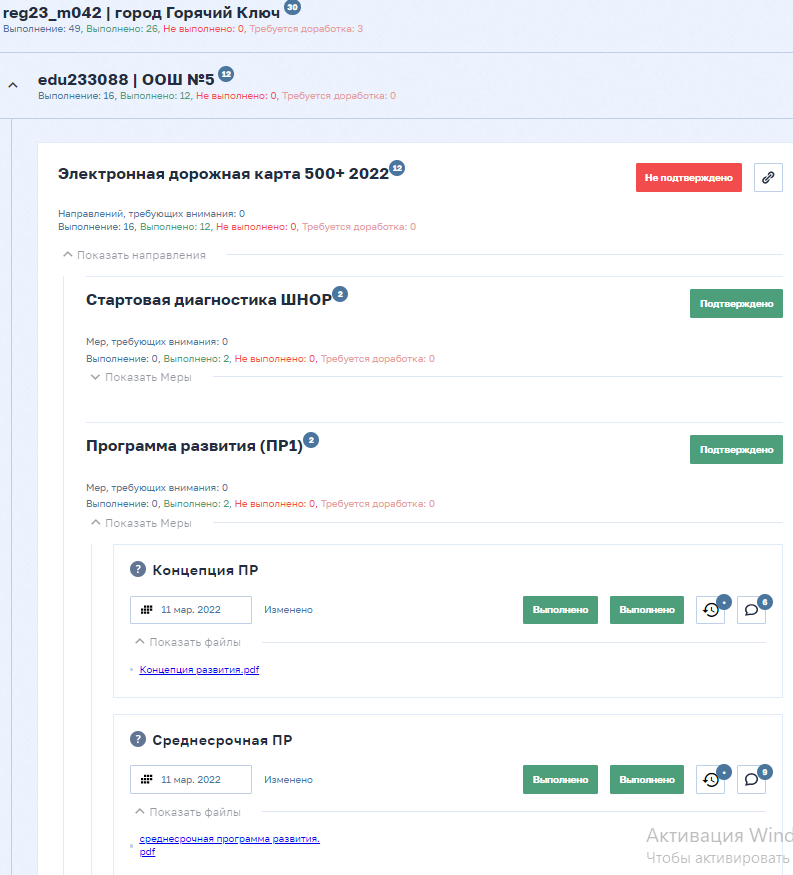 reg23_m042 | город Горячий Ключ 30
Выполнение: 49, Выполнено: 26, Не выполнено: 0, Требуется доработка: 3
edu233088 | ООШ №5 12
Выполнение: 16, Выполнено: 12, Не выполнено: 0, Требуется доработка: 0
Электронная дорожная карта 500+ 2022 12
Не подтверждено
Направлений, требующих внимания: 0
Выполнение: 16, Выполнено: 12, Не выполнено: 0, Требуется доработка: 0
Показать направления
Стартовая диагностика ШНОР 2
Подтверждено
Мер, требующих внимания: 0
Выполнение: 0, Выполнено: 2, Не выполнено: 0, Требуется доработка: 0
Показать Меры
Программа развития (ПР1) 2
Подтверждено
Мер, требующих внимания: 0
Выполнение: 0, Выполнено: 2, Не выполнено: 0, Требуется доработка: 0
Показать Меры
? Концепция ПР
11 мар. 2022 Изменено Выполнено Выполнено 6
Показать файлы
Концепция развития.pdf
? Среднесрочная ПР
11 мар. 2022 Изменено Выполнено Выполнено 9
Показать файлы
среднесрочная программа развития.
pdf
Активация Wind
Чтобы активировать